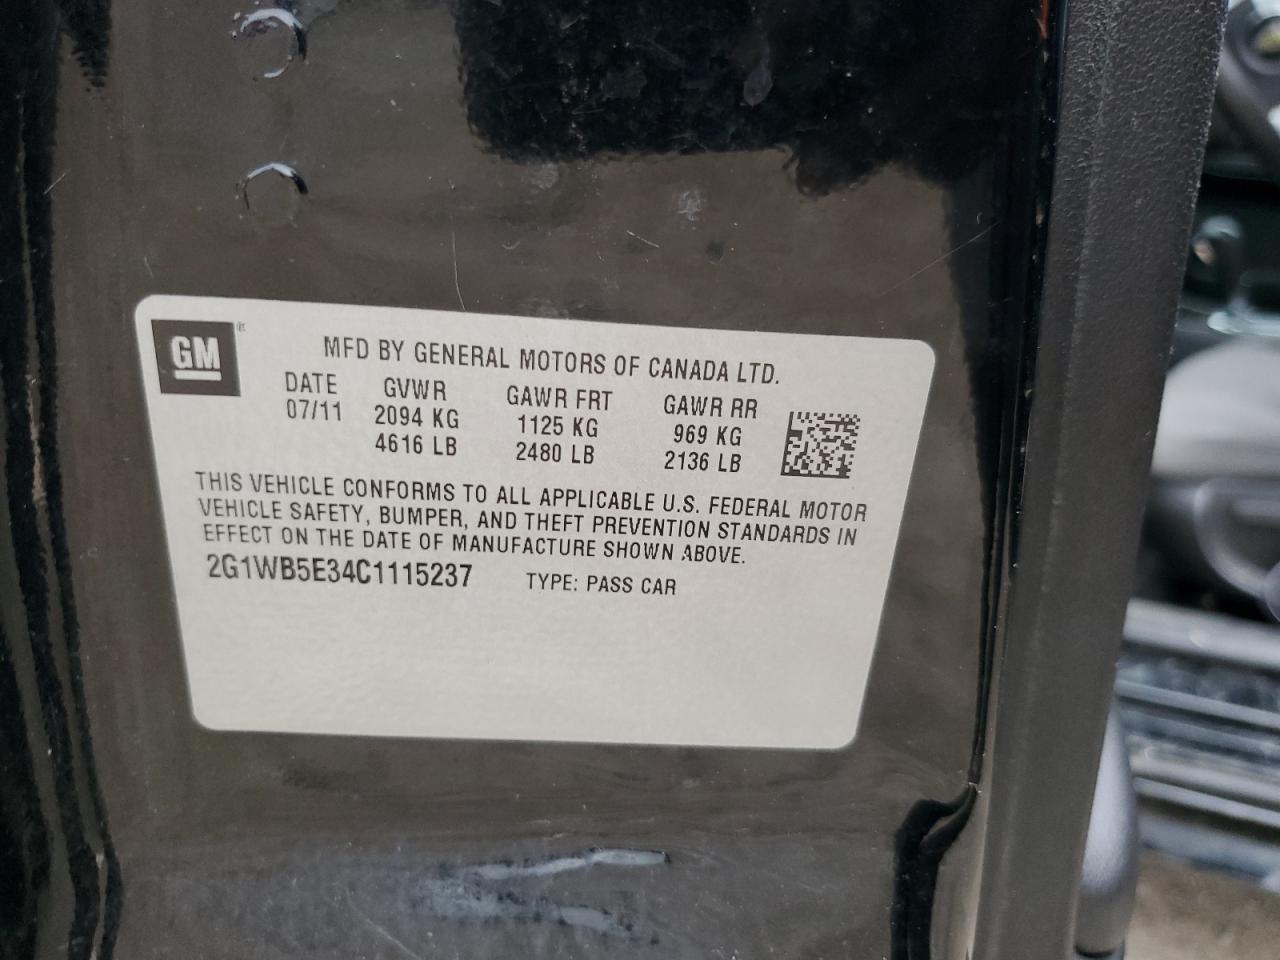 GM
MFD BY GENERAL MOTORS OF CANADA LTD.
DATE GVWR GAWR FRT GAWR RR
07/11 2094 KG 1125 KG 969 KG
4616 LB 2480 LB 2136 LB
THIS VEHICLE CONFORMS TO ALL APPLICABLE U.S. FEDERAL MOTOR
VEHICLE SAFETY, BUMPER, AND THEFT PREVENTION STANDARDS IN
EFFECT ON THE DATE OF MANUFACTURE SHOWN ABOVE.
2G1WB5E34C1115237 TYPE: PASS CAR